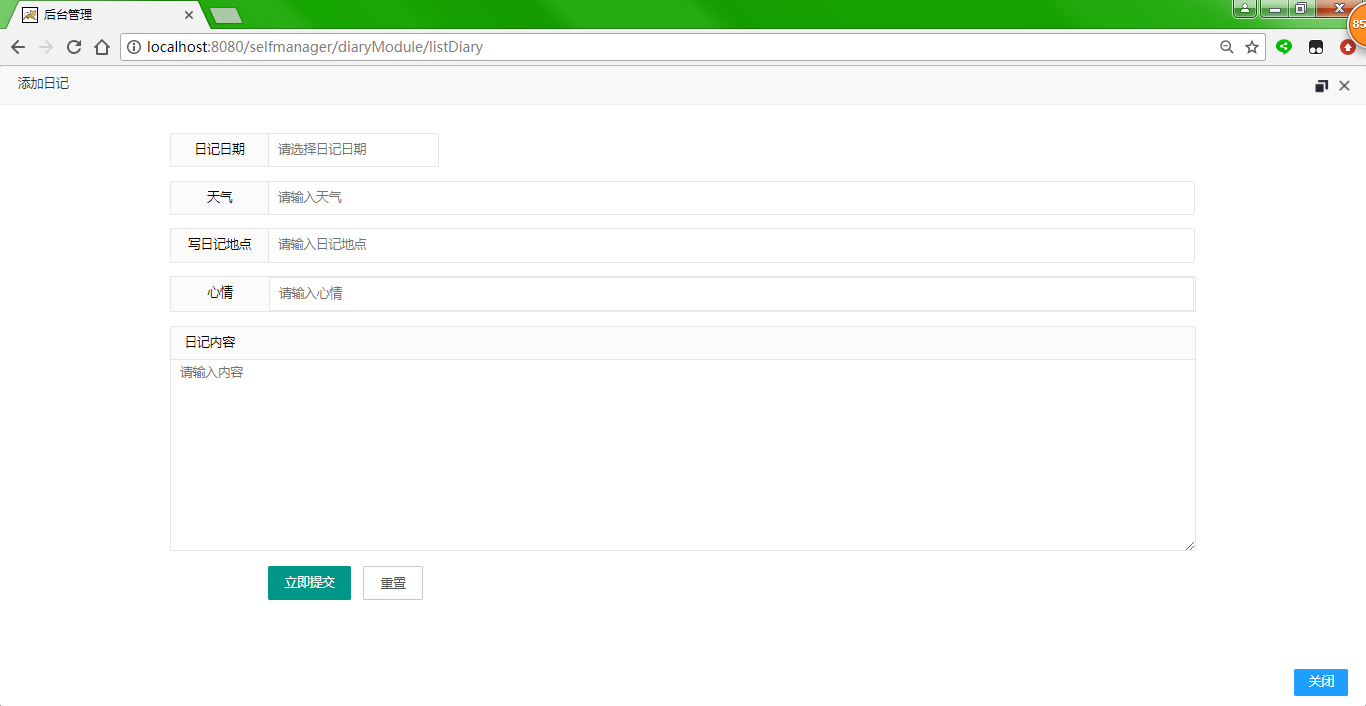 后台管理
85
localhost:8080/selfmanager/diaryModule/listDiary
添加日记
日记日期 请选择日记日期
天气 请输入天气
写日记地点 请输入日记地点
心情 请输入心情
日记内容
请输入内容
立即提交 重置
关闭